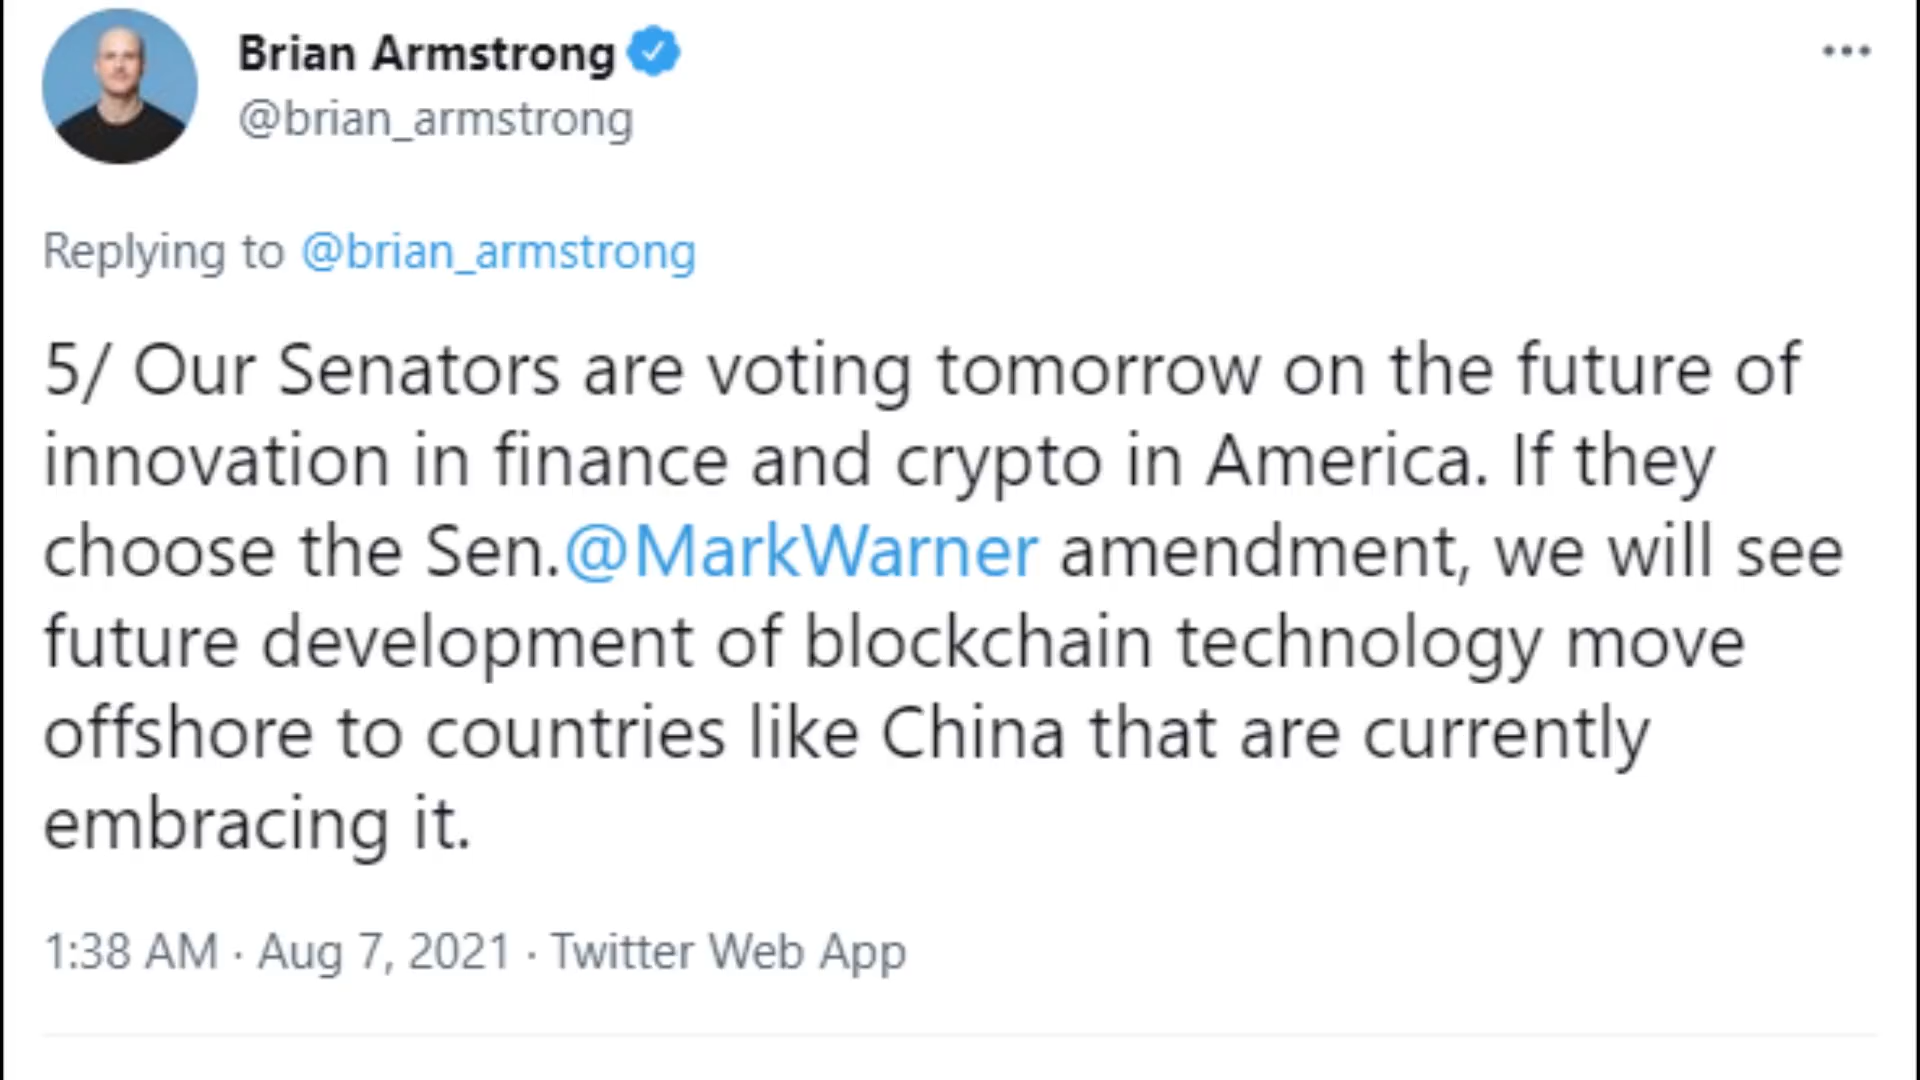 Brian Armstrong
@brian_armstrong
Replying to @brian_armstrong
5/ Our Senators are voting tomorrow on the future of
innovation in finance and crypto in America. If they
choose the Sen.@MarkWarner amendment, we will see
future development of blockchain technology move
offshore to countries like China that are currently
embracing it.
1:38 AM · Aug 7, 2021 · Twitter Web App